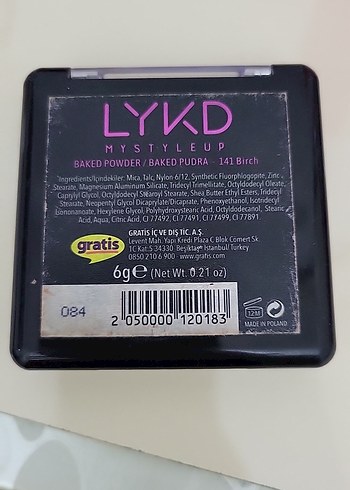 LYKD
MYSTYLEUP
BAKED POWDER / BAKED PUDRA - 141 Birch
Ingredients/İçindekiler: Mica, Talc, Nylon 6/12, Synthetic Fluorphlogopite, Zinc
Stearate, Magnesium Aluminum Silicate, Tridecyl Trimellitate, Octyldodecyl Oleate,
Caprylyl Glycol, Octyldodecyl Stearoyl Stearate, Shea Butter Ethyl Esters, Tridecyl
Stearate, Neopentyl Glycol Dicaprylate/Dicaprate, Phenoxyethanol, Isotridecyl
Isononanoate, Hexylene Glycol, Polyhydroxystearic Acid, Octyldodecanol, Stearic
Acid, Aqua, Citric Acid, CI 77492, CI 77491, CI 77499, CI 77891
gratis
GRATİS İÇ VE DIŞ TİC. A.Ş.
Levent Mah. Yapı Kredi Plaza C Blok Cömert Sk.
1C Kat:5 34330. Beşiktaş İstanbul Turkey
0850 210 6 900 · www.gratis.com
6g℮ (Net Wt. 0.21 oz)
084
2 050000 120183
12M
MADE IN POLAND